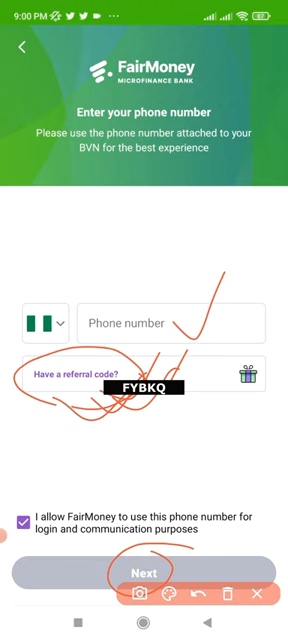 9:00 PM
87
FairMoney
MICROFINANCE BANK
Enter your phone number
Please use the phone number attached to your
BVN for the best experience
Phone number
Have a referral code?
FYBKQ
I allow FairMoney to use this phone number for
login and communication purposes
Next